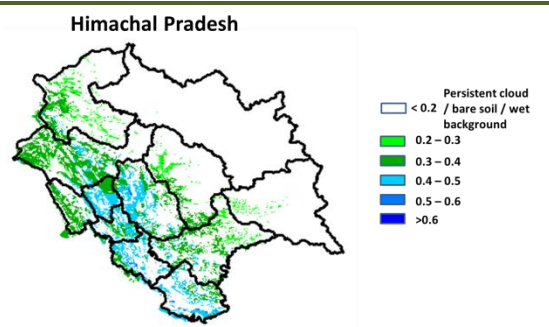 Himachal Pradesh
Persistent cloud
< 0.2 / bare soil / wet
background
0.2 – 0.3
0.3 – 0.4
0.4 – 0.5
0.5 – 0.6
>0.6